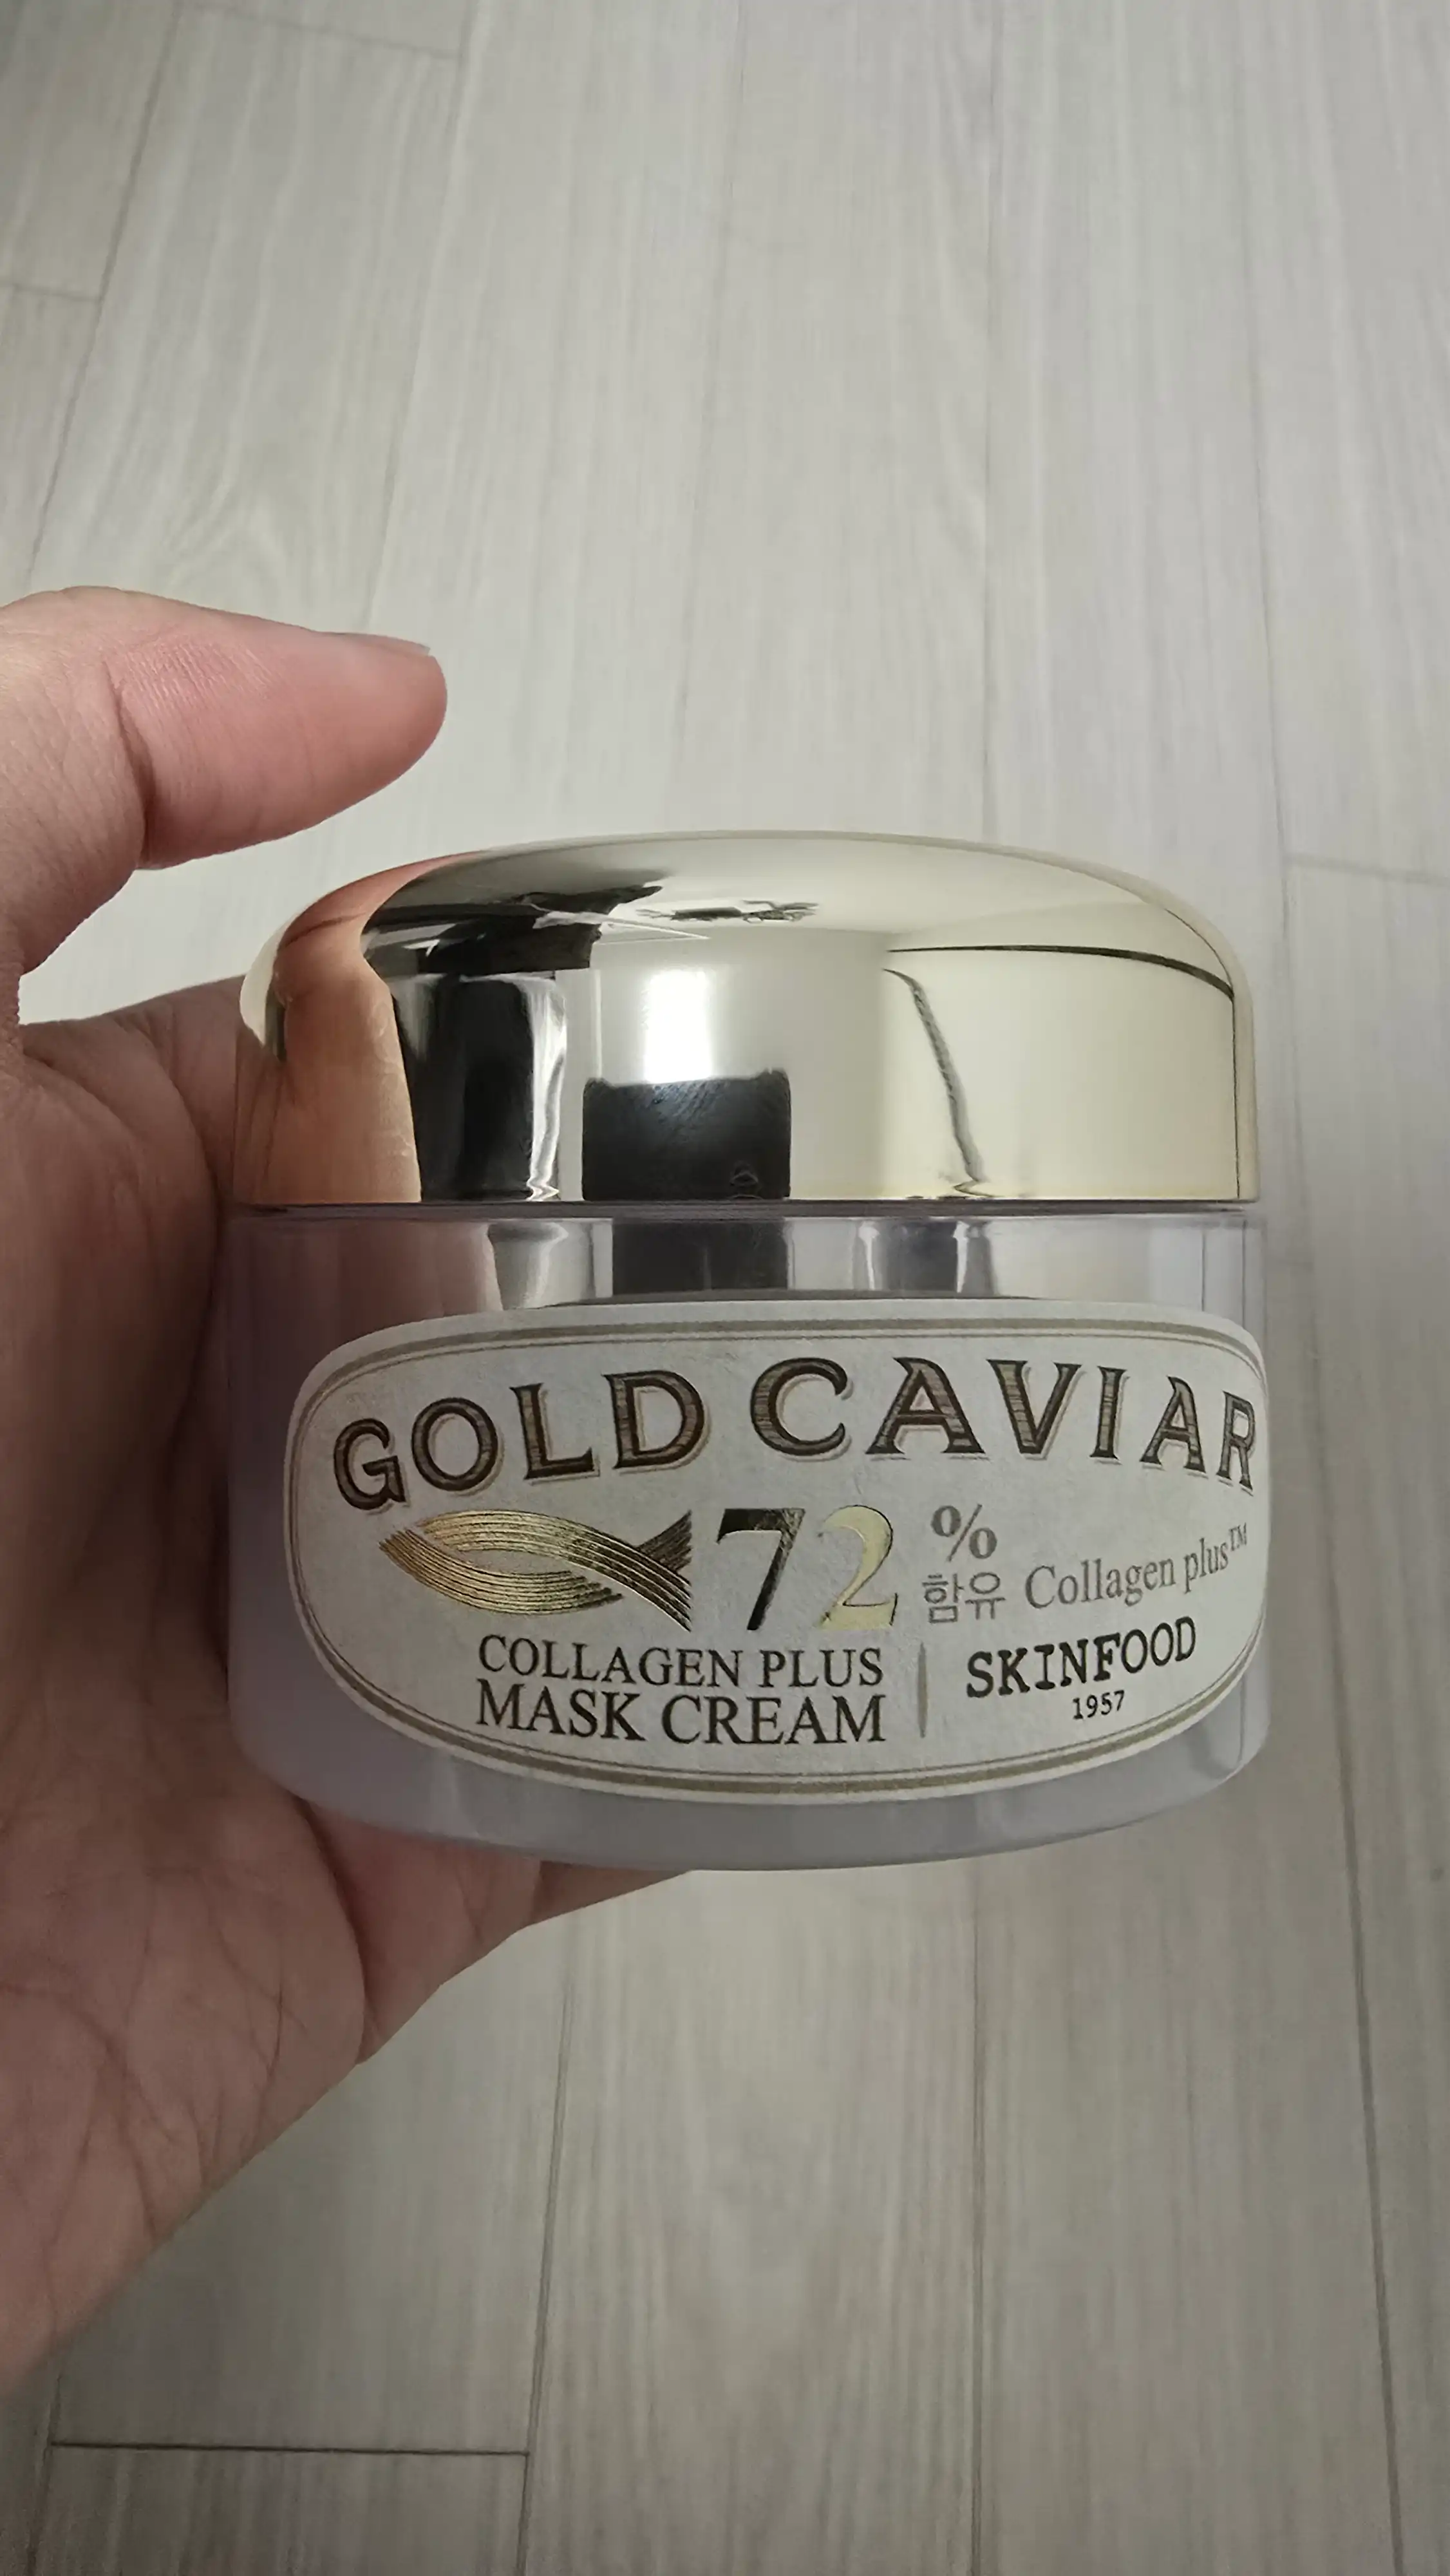 GOLD CAVIAR
72%
함유 Collagen plus™
COLLAGEN PLUS
MASK CREAM
SKINFOOD
1957